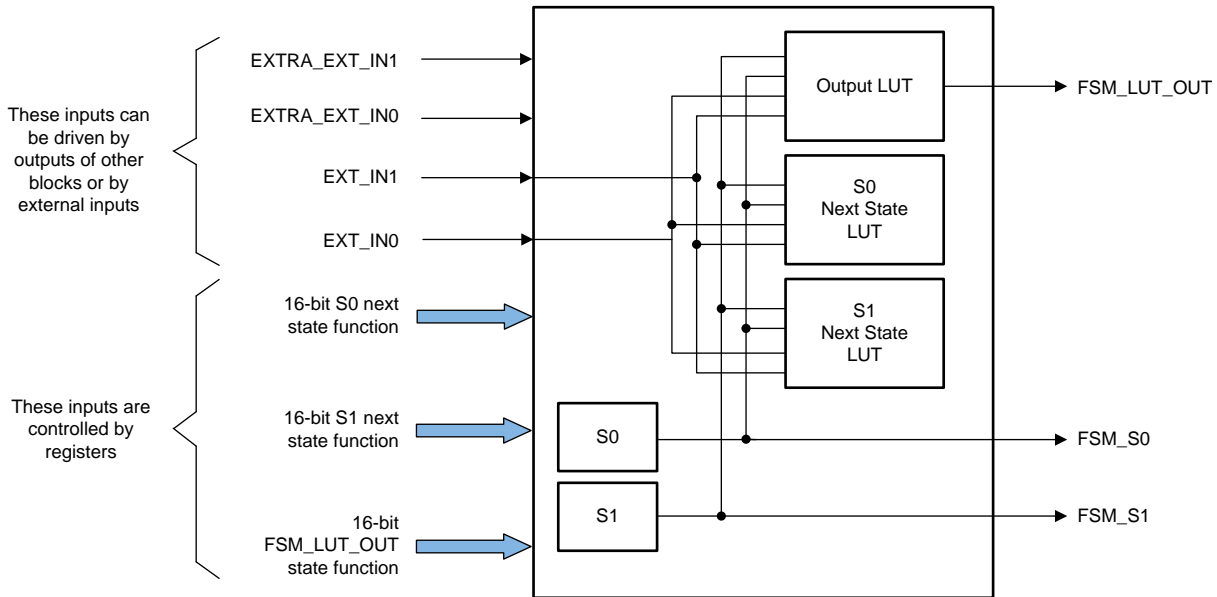 These inputs can
be driven by
outputs of other
blocks or by
external inputs
EXTRA_EXT_IN1
EXTRA_EXT_IN0
EXT_IN1
EXT_IN0
These inputs are
controlled by
registers
16-bit S0 next
state function
16-bit S1 next
state function
16-bit
FSM_LUT_OUT
state function
Output LUT
S0
Next State
LUT
S1
Next State
LUT
S0
S1
FSM_LUT_OUT
FSM_S0
FSM_S1